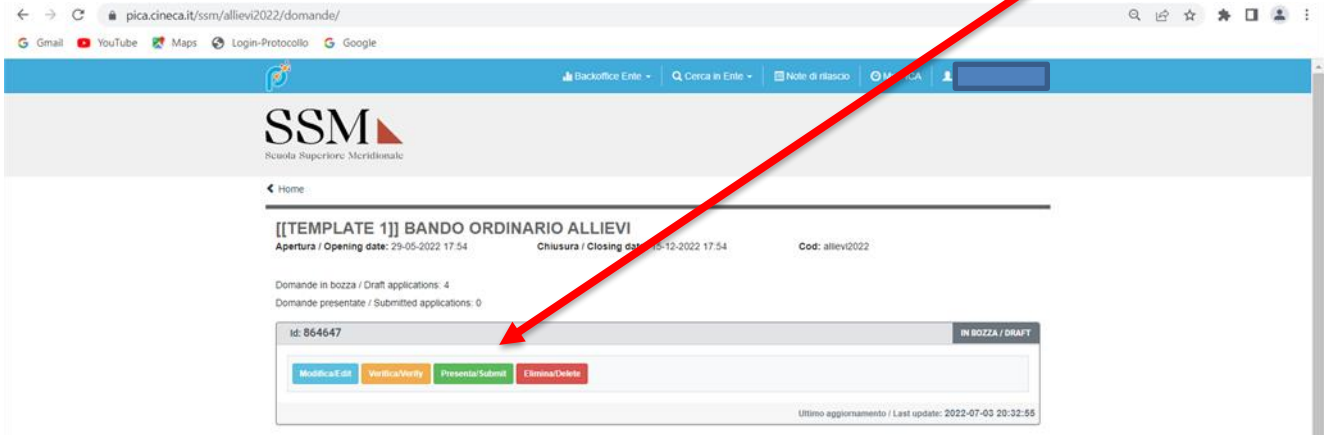 pica.cineca.it/ssm/allievi2022/domande/
Gmail YouTube Maps Login-Protocollo Google
Backoffice Ente Cerca in Ente Note di rilascio
SSM
Scuola Superiore Meridionale
Home
[[TEMPLATE 1]] BANDO ORDINARIO ALLIEVI
Apertura / Opening date: 29-05-2022 17:54 Chiusura / Closing date -12-2022 17:54 Cod: allievi2022
Domande in bozza / Draft applications: 4
Domande presentate / Submitted applications: 0
Id: 864647 IN BOZZA / DRAFT
Modifica/Edit Verifica/Verify Presenta/Submit Elimina/Delete
Ultimo aggiornamento / Last update: 2022-07-03 20:32:55